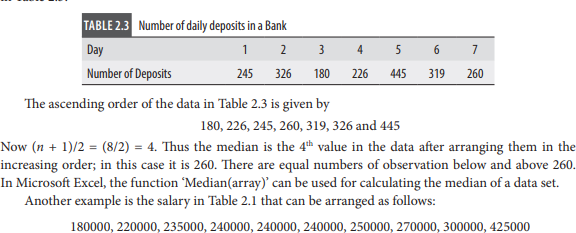 TABLE 2.3 Number of daily deposits in a Bank
Day 1 2 3 4 5 6 7
Number of Deposits 245 326 180 226 445 319 260
The ascending order of the data in Table 2.3 is given by
180, 226, 245, 260, 319, 326 and 445
Now (n + 1)/2 = (8/2) = 4. Thus the median is the 4th value in the data after arranging them in the
increasing order; in this case it is 260. There are equal numbers of observation below and above 260.
In Microsoft Excel, the function ‘Median(array)’ can be used for calculating the median of a data set.
Another example is the salary in Table 2.1 that can be arranged as follows:
180000, 220000, 235000, 240000, 240000, 240000, 250000, 270000, 300000, 425000